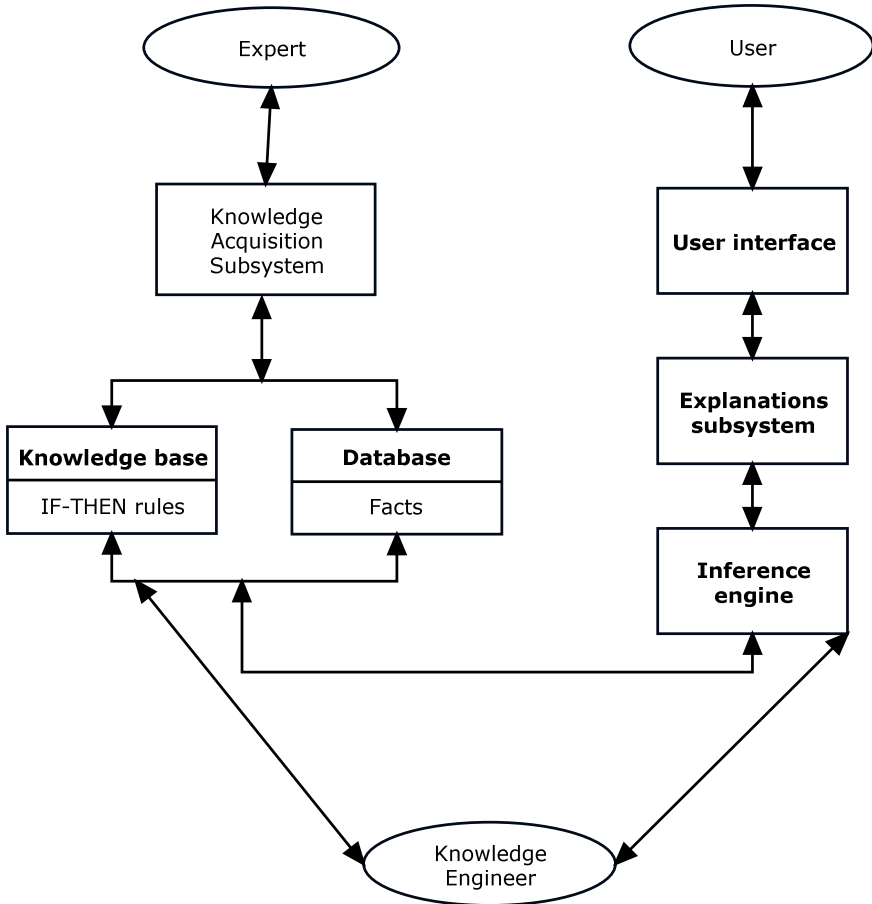 Expert
User
Knowledge
Acquisition
Subsystem
User interface
Explanations
subsystem
Knowledge base
IF-THEN rules
Database
Facts
Inference
engine
Knowledge
Engineer